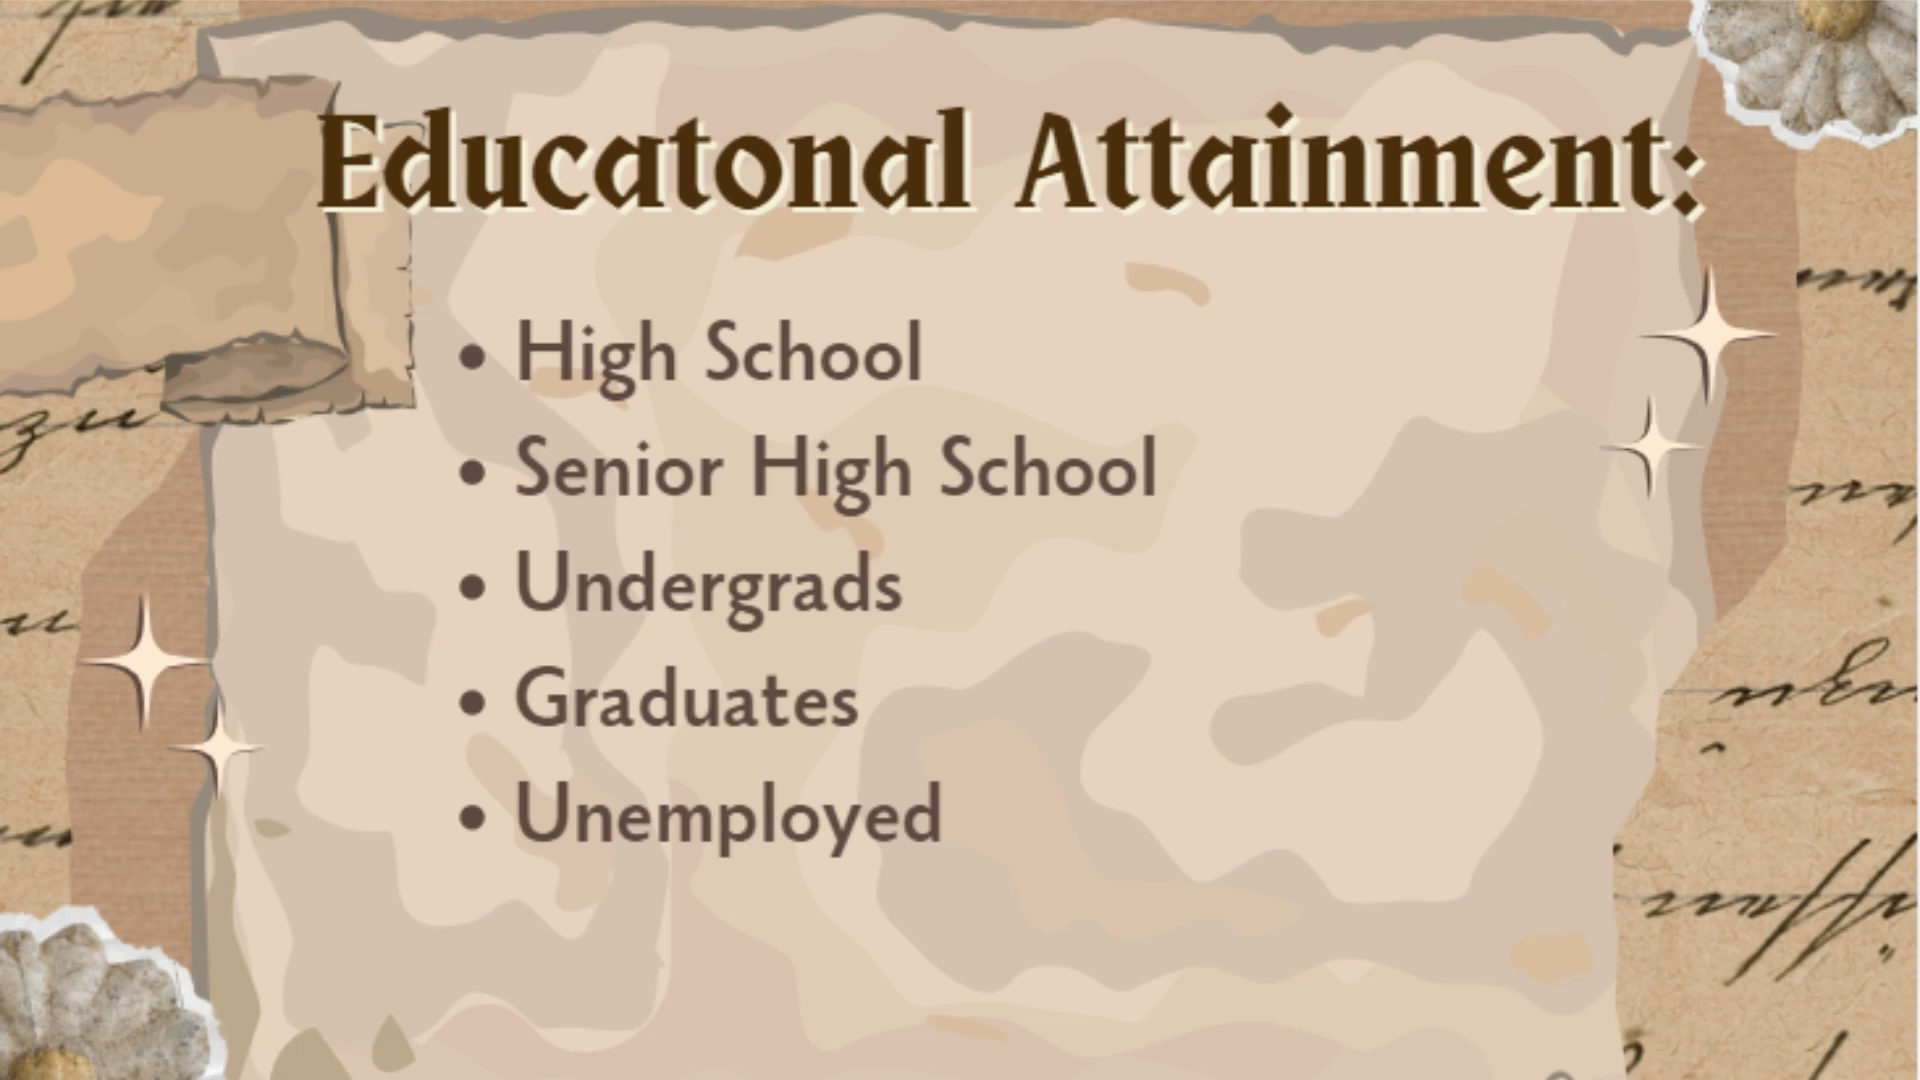 Educatonal Attainment:
• High School
• Senior High School
• Undergrads
• Graduates
• Unemployed